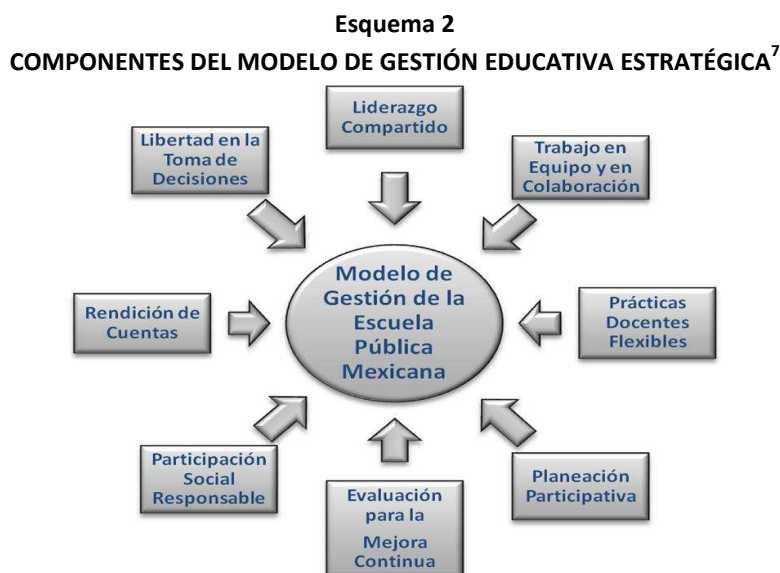 Esquema 2
COMPONENTES DEL MODELO DE GESTIÓN EDUCATIVA ESTRATÉGICA7
Liderazgo
Compartido
Libertad en la
Toma de
Decisiones
Trabajo en
Equipo y en
Colaboración
Modelo de
Gestión de la
Escuela
Pública
Mexicana
Rendición de
Cuentas
Prácticas
Docentes
Flexibles
Participación
Social
Responsable
Evaluación
para la
Mejora
Continua
Planeación
Participativa